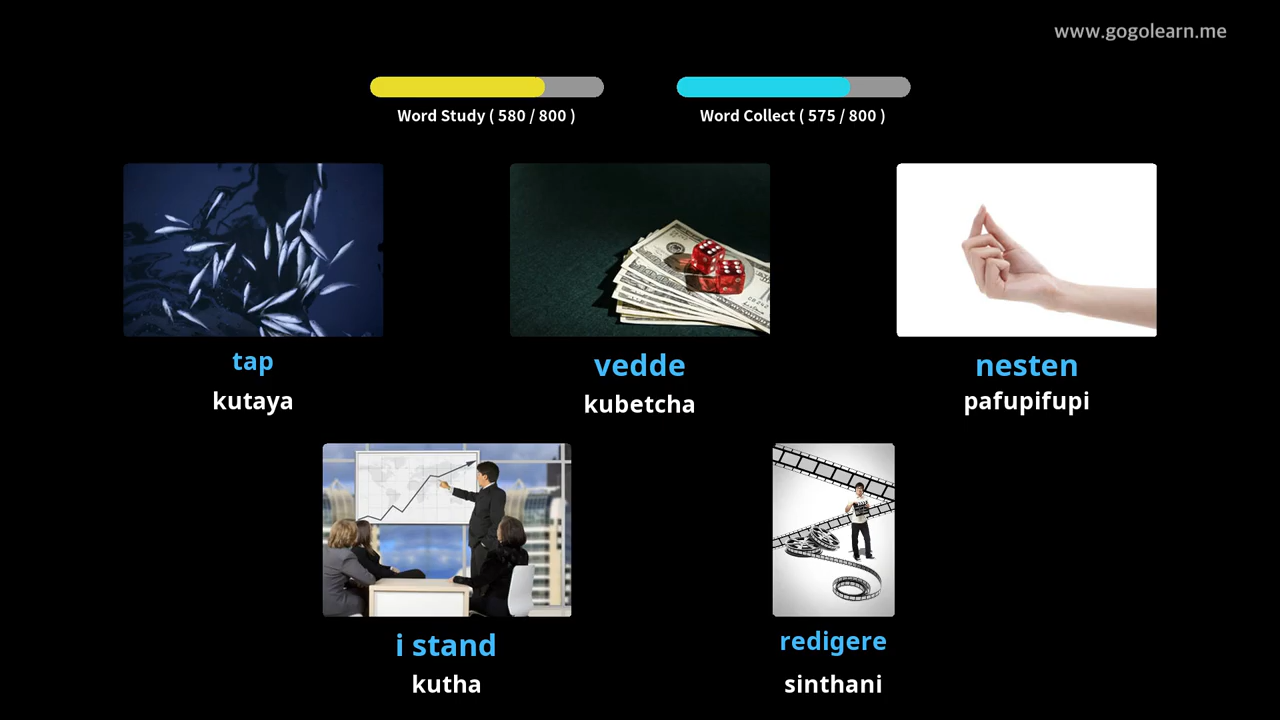 www.gogolearn.me
Word Study ( 580 / 800 )
Word Collect ( 575 / 800 )
tap
kutaya
vedde
kubetcha
nesten
pafupifupi
i stand
kutha
redigere
sinthani